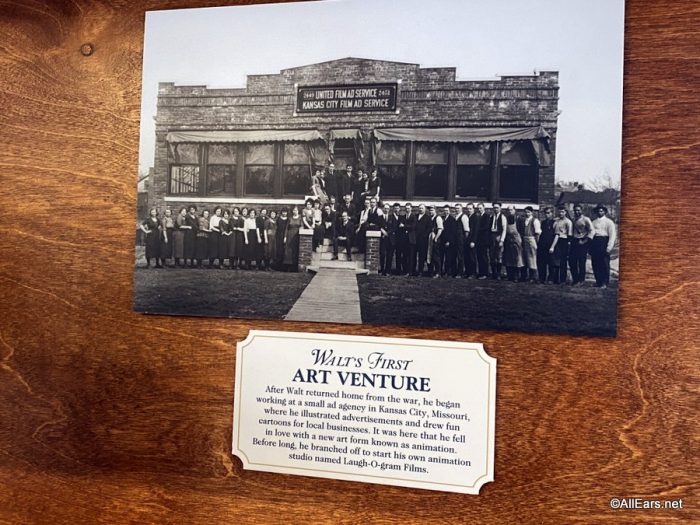 2449 UNITED FILM AD SERVICE 2451
KANSAS CITY FILM AD SERVICE
WALT'S FIRST
ART VENTURE
After Walt returned home from the war, he began
working at a small ad agency in Kansas City, Missouri,
where he illustrated advertisements and drew fun
cartoons for local businesses. It was here that he fell
in love with a new art form known as animation.
Before long, he branched off to start his own animation
studio named Laugh-O-gram Films.
©AllEars.net